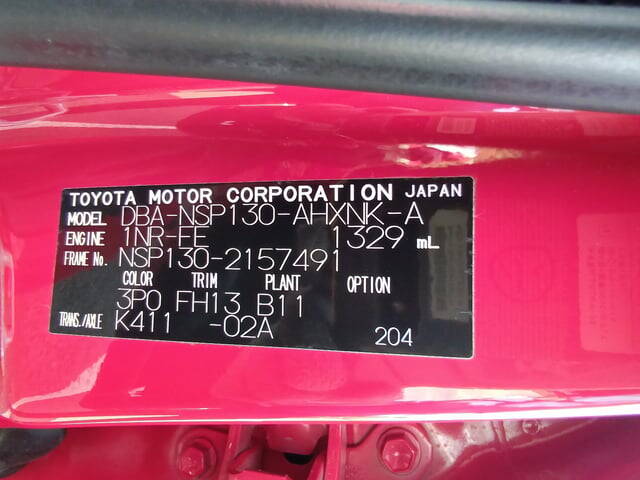 TOYOTA MOTOR CORPORATION JAPAN
MODEL DBA-NSP130-AHXNK-A
ENGINE 1NR-FE 1329 mL
FRAME No. NSP130-2157491
COLOR TRIM PLANT OPTION
3P0 FH13 B11
TRANS./AXLE K411 -02A
204